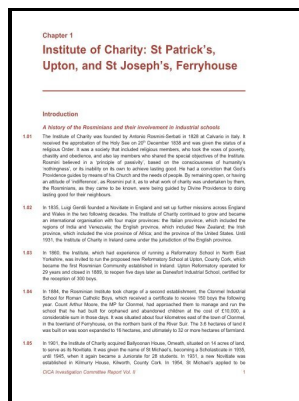 Chapter 1
Institute of Charity: St Patrick's,
Upton, and St Joseph's, Ferryhouse
Introduction
A history of the Rosminians and their involvement in industrial schools
1.01 The Institute of Charity was founded by Antonio Rosmini-Serbati in 1828 at Calvario in Italy. It
received the approbation of the Holy See on 20th December 1838 and was given the status of a
religious Order. It was a society that included religious members, who took the vows of poverty,
chastity and obedience, and also lay members who shared the special objectives of the Institute.
Rosmini believed in a 'principle of passivity', based on the consciousness of humanity's
'nothingness', or its inability on its own to achieve lasting good. He had a conviction that God's
Providence guides by means of his Church and the needs of people. By remaining open, or having
an attitude of 'indifference', as Rosmini put it, as to what work of charity was undertaken by them,
the Rosminians, as they came to be known, were being guided by Divine Providence to doing
lasting good for their neighbours.
1.02 In 1835, Luigi Gentili founded a Novitiate in England and set up further missions across England
and Wales in the two following decades. The Institute of Charity continued to grow and became
an international organisation with four major provinces: the Italian province, which included the
regions of India and Venezuela; the English province, which included New Zealand; the Irish
province, which included the vice province of Africa; and the province of the United States. Until
1931, the Institute of Charity in Ireland came under the jurisdiction of the English province.
1.03 In 1860, the Institute, which had experience of running a Reformatory School in North East
Yorkshire, was invited to run the proposed new Reformatory School at Upton, County Cork, which
became the first Rosminian Community established in Ireland. Upton Reformatory operated for
29 years and closed in 1889, to reopen five days later as Danesfort Industrial School, certified for
the reception of 300 boys.
1.04 In 1884, the Rosminian Institute took charge of a second establishment, the Clonmel Industrial
School for Roman Catholic Boys, which received a certificate to receive 150 boys the following
year. Count Arthur Moore, the MP for Clonmel, had approached them to manage and run the
school that he had built for orphaned and abandoned children at the cost of £10,000, a
considerable sum in those days. It was situated about four kilometres east of the town of Clonmel,
in the townland of Ferryhouse, on the northern bank of the River Suir. The 3.6 hectares of land it
was built on was soon expanded to 16 hectares, and ultimately to 32 or more hectares of farmland.
1.05 In 1901, the Institute of Charity acquired Ballyoonan House, Omeath, situated on 14 acres of land,
to serve as its Novitiate. It was given the name of St Michael's, becoming a Scholasticate in 1935,
until 1945, when it again became a Juniorate for 28 students. In 1931, a new Novitiate was
established in Kilmurry House, Kilworth, County Cork. In 1964, St Michael's applied to be
CICA Investigation Committee Report Vol. II 1